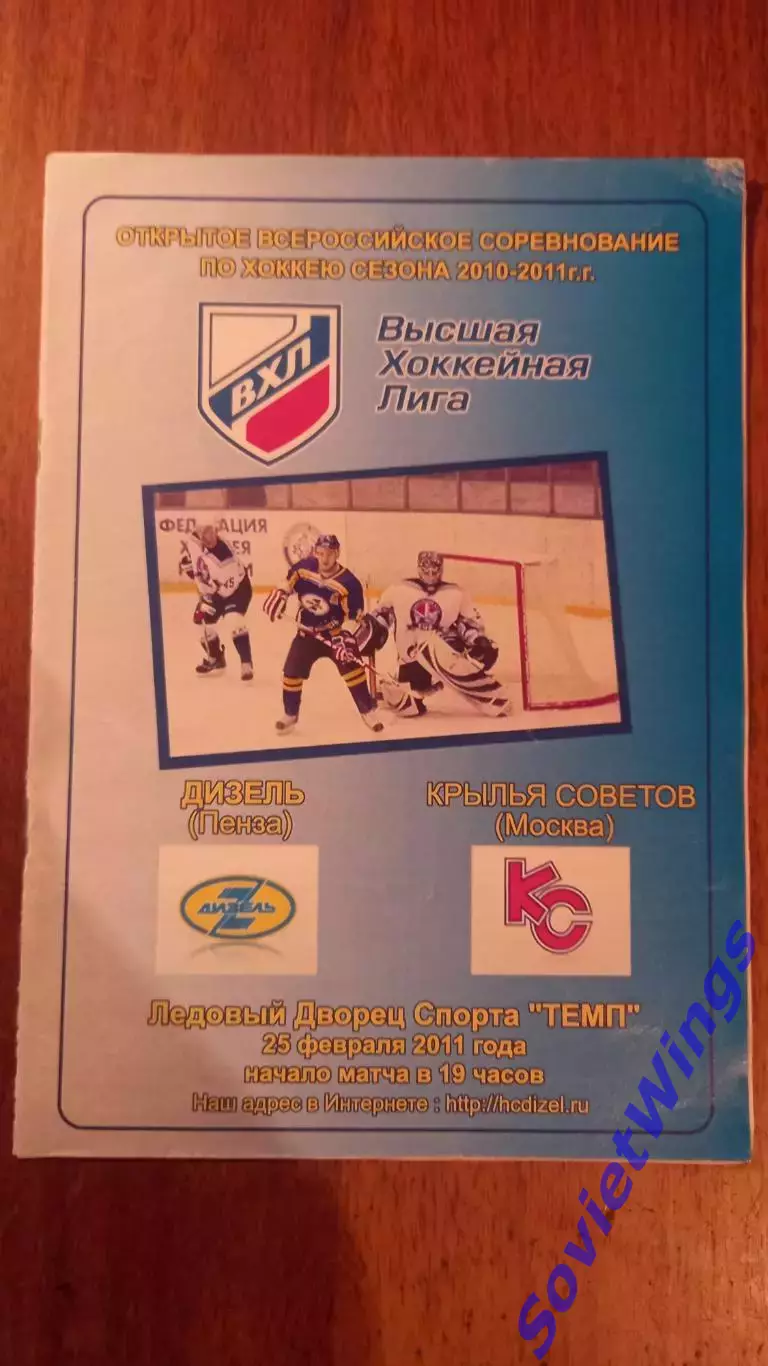 ОТКРЫТОЕ ВСЕРОССИЙСКОЕ СОРЕВНОВАНИЕ
ПО ХОККЕЮ СЕЗОНА 2010-2011г.г.
ВХЛ
Высшая
Хоккейная
Лига
45
ДИЗЕЛЬ
(Пенза)
КРЫЛЬЯ СОВЕТОВ
(Москва)
ДИЗЕЛЬ
КС
Ледовый Дворец Спорта "ТЕМП"
25 февраля 2011 года
начало матча в 19 часов
Наш адрес в Интернете : http://hcdizel.ru
SovietWings